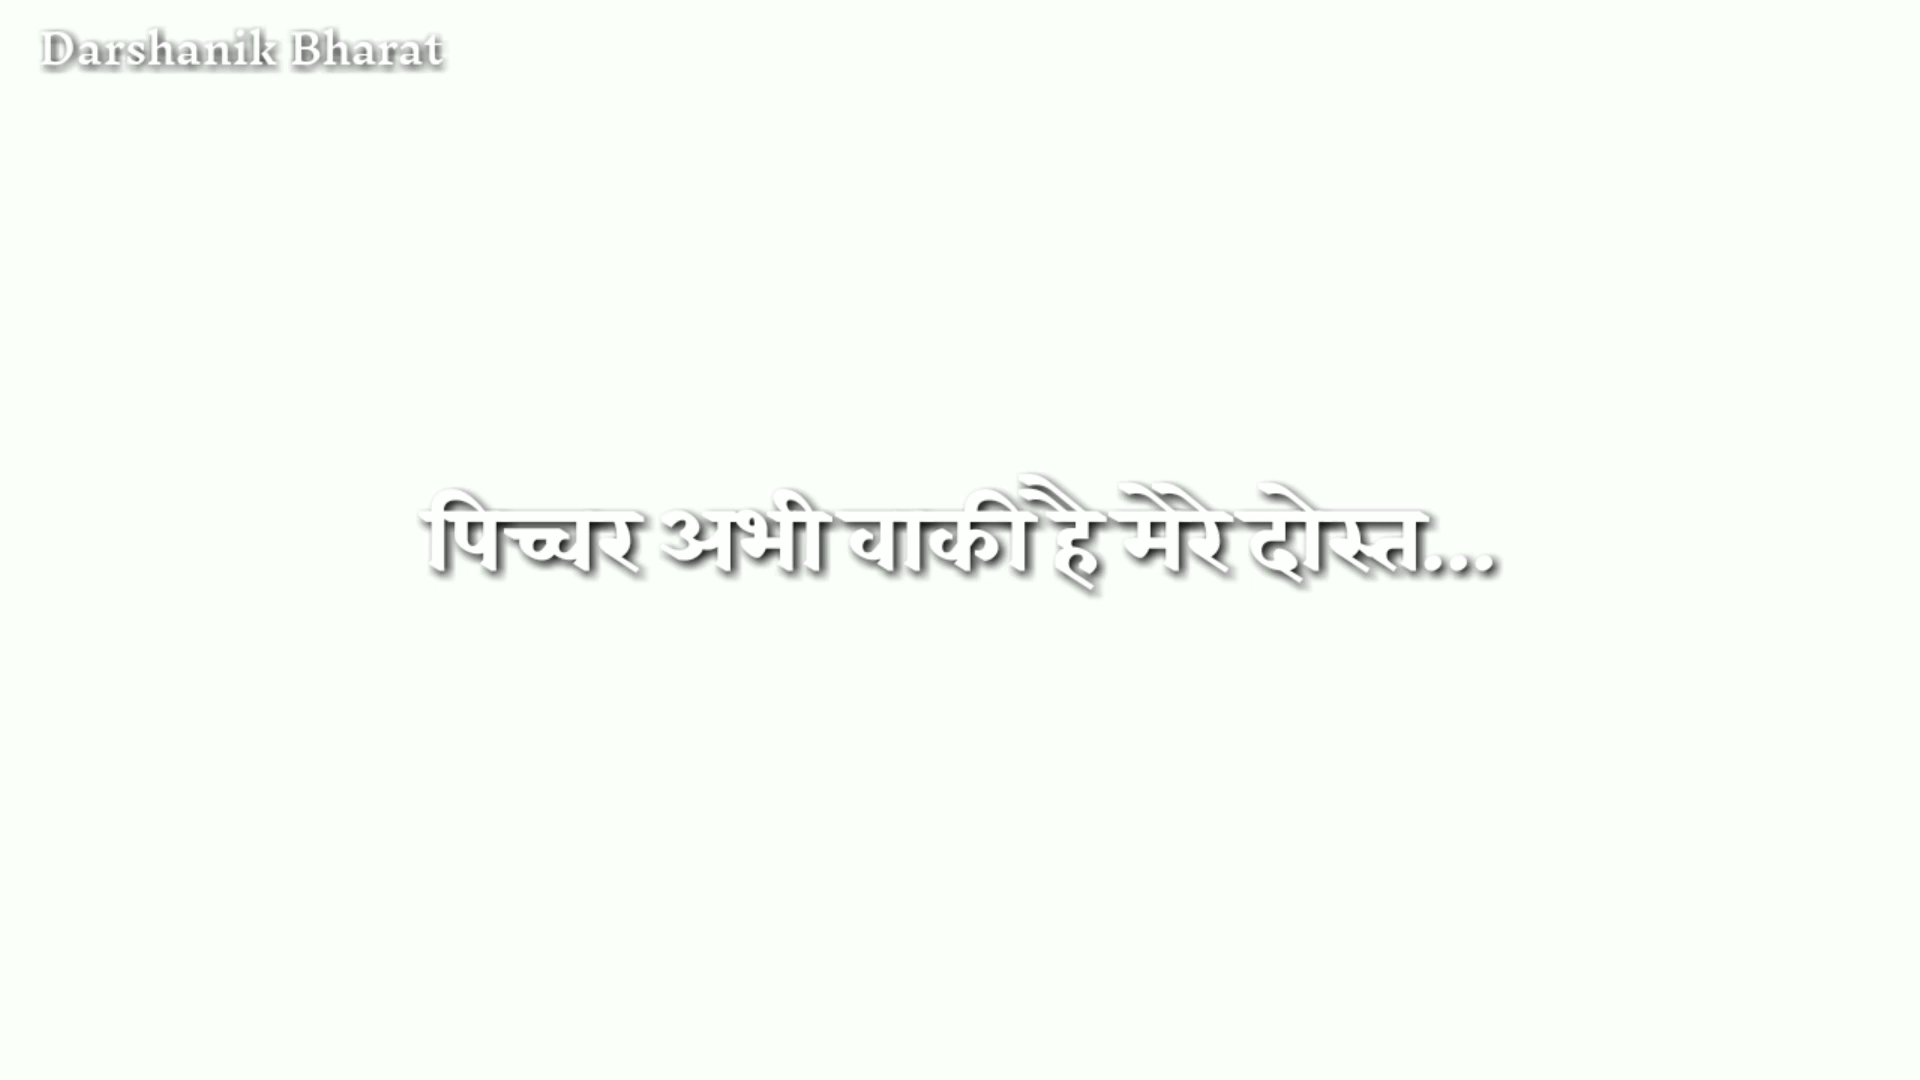 Darshanik Bharat
पिच्चर अभी वाकी है मेरे दोस्त...